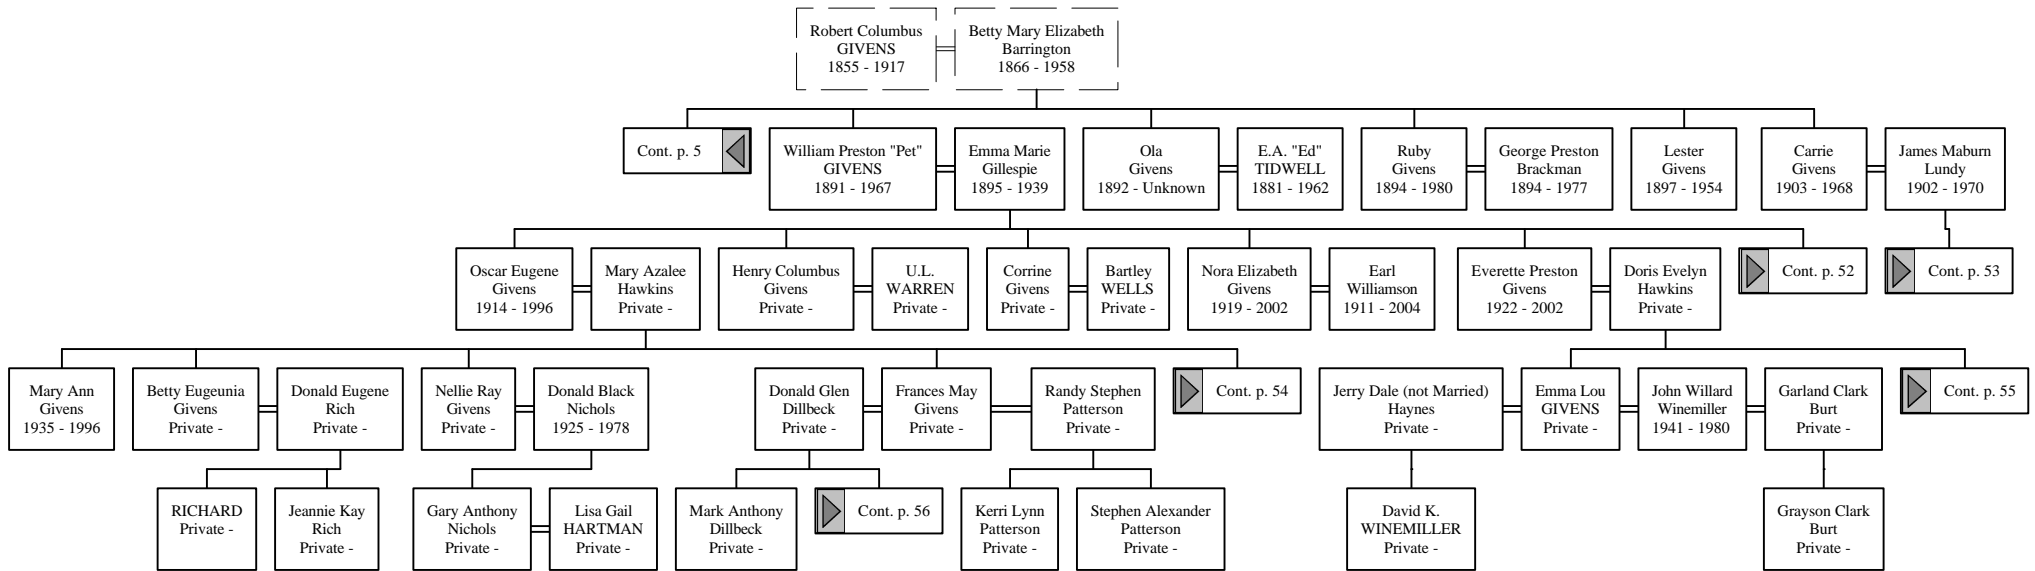 Robert Columbus
GIVENS
1855 - 1917
Betty Mary Elizabeth
Barrington
1866 - 1958
Cont. p. 5
William Preston "Pet"
GIVENS
1891 - 1967
Emma Marie
Gillespie
1895 - 1939
Ola
Givens
1892 - Unknown
E.A. "Ed"
TIDWELL
1881 - 1962
Ruby
Givens
1894 - 1980
George Preston
Brackman
1894 - 1977
Lester
Givens
1897 - 1954
Carrie
Givens
1903 - 1968
James Maburn
Lundy
1902 - 1970
Oscar Eugene
Givens
1914 - 1996
Mary Azalee
Hawkins
Private -
Henry Columbus
Givens
Private -
U.L.
WARREN
Private -
Corrine
Givens
Private -
Bartley
WELLS
Private -
Nora Elizabeth
Givens
1919 - 2002
Earl
Williamson
1911 - 2004
Everette Preston
Givens
1922 - 2002
Doris Evelyn
Hawkins
Private -
Cont. p. 52
Cont. p. 53
Mary Ann
Givens
1935 - 1996
Betty Eugeunia
Givens
Private -
Donald Eugene
Rich
Private -
Nellie Ray
Givens
Private -
Donald Black
Nichols
1925 - 1978
Donald Glen
Dillbeck
Private -
Frances May
Givens
Private -
Randy Stephen
Patterson
Private -
Cont. p. 54
Jerry Dale (not Married)
Haynes
Private -
Emma Lou
GIVENS
Private -
John Willard
Winemiller
1941 - 1980
Garland Clark
Burt
Private -
Cont. p. 55
RICHARD
Private -
Jeannie Kay
Rich
Private -
Gary Anthony
Nichols
Private -
Lisa Gail
HARTMAN
Private -
Mark Anthony
Dillbeck
Private -
Cont. p. 56
Kerri Lynn
Patterson
Private -
Stephen Alexander
Patterson
Private -
David K.
WINEMILLER
Private -
Grayson Clark
Burt
Private -